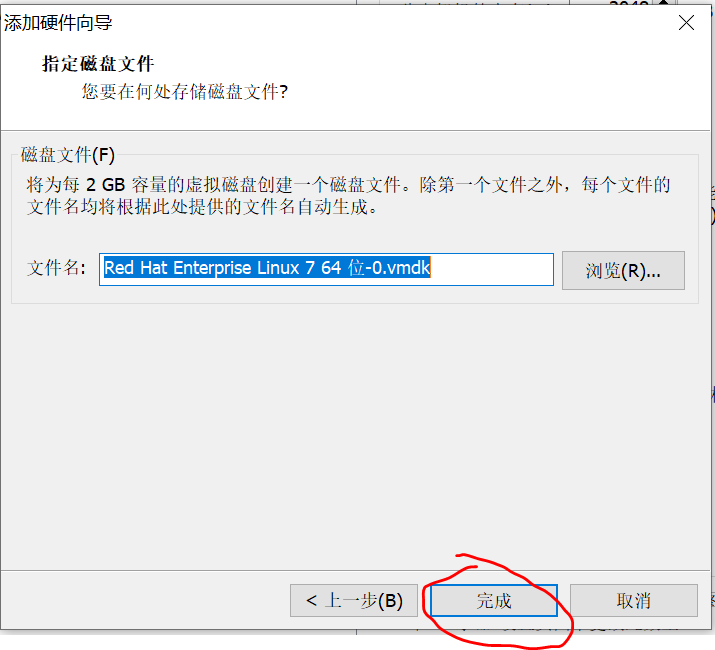 添加硬件向导
指定磁盘文件
您要在何处存储磁盘文件?
磁盘文件(F)
将为每 2 GB 容量的虚拟磁盘创建一个磁盘文件。除第一个文件之外，每个文件的
文件名均将根据此处提供的文件名自动生成。
文件名:
Red Hat Enterprise Linux 7 64 位-0.vmdk
浏览(R)...
< 上一步(B)
完成
取消